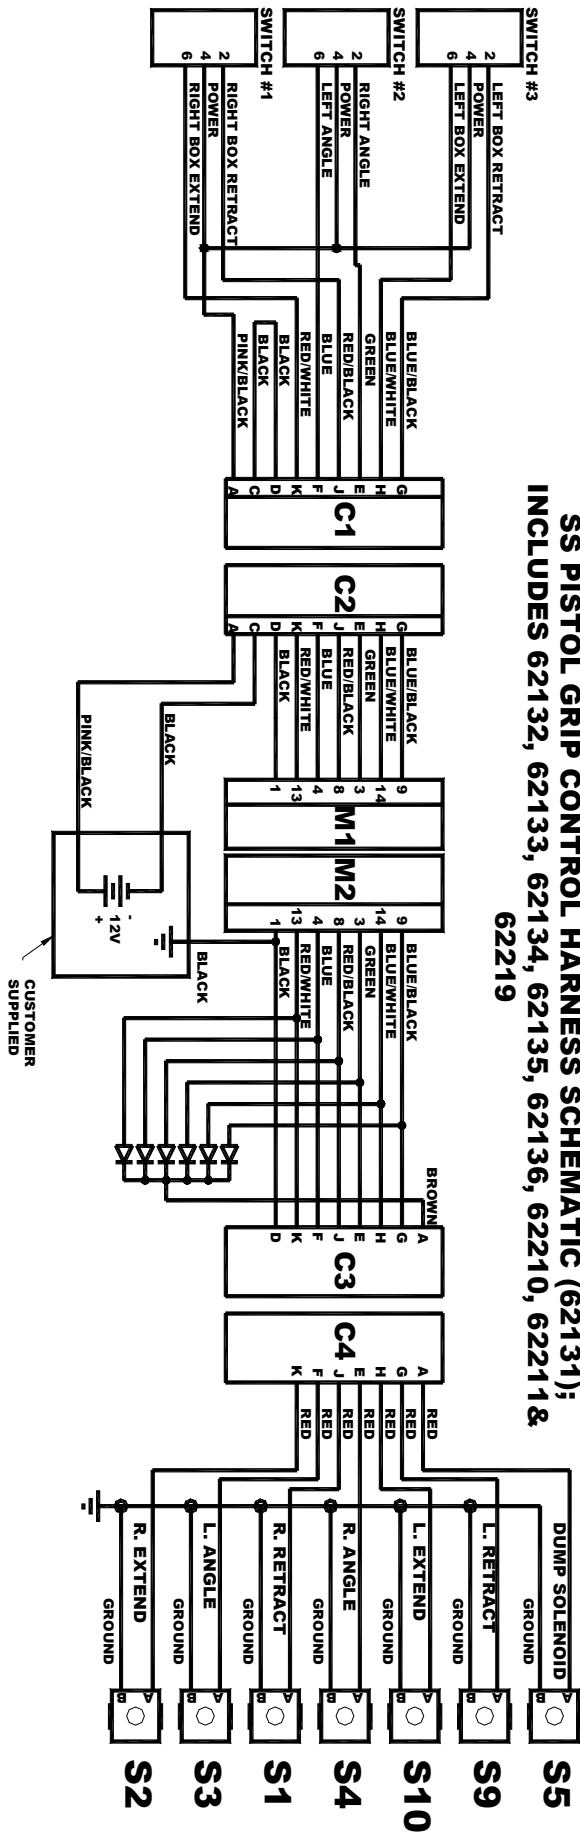 SS PISTOL GRIP CONTROL HARNESS SCHEMATIC (62131);
INCLUDES 62132, 62133, 62134, 62135, 62136, 62210, 62211&
62219
SWITCH #3
2
4
6
LEFT BOX RETRACT
POWER
LEFT BOX EXTEND
SWITCH #2
2
4
6
RIGHT ANGLE
POWER
LEFT ANGLE
SWITCH #1
2
4
6
RIGHT BOX RETRACT
POWER
RIGHT BOX EXTEND
BLUE/BLACK
BLUE/WHITE
GREEN
RED/BLACK
BLUE
RED/WHITE
BLACK
BLACK
PINK/BLACK
G
H
E
J
F
K
D
C
A
C1
C2
G
H
E
J
F
K
D
C
A
BLUE/BLACK
BLUE/WHITE
GREEN
RED/BLACK
BLUE
RED/WHITE
BLACK
BLACK
PINK/BLACK
9
14
3
8
4
13
1
M1
M2
9
14
3
8
4
13
1
BLUE/BLACK
BLUE/WHITE
GREEN
RED/BLACK
BLUE
RED/WHITE
BLACK
BLACK
-
12V
+
CUSTOMER
SUPPLIED
BROWN
A
G
H
E
J
F
K
D
C3
C4
A
G
H
E
J
F
K
RED
RED
RED
RED
RED
RED
RED
DUMP SOLENOID
GROUND
A
B
S5
L. RETRACT
GROUND
A
B
S9
L. EXTEND
GROUND
A
B
S10
R. ANGLE
GROUND
A
B
S4
R. RETRACT
GROUND
A
B
S1
L. ANGLE
GROUND
A
B
S3
R. EXTEND
GROUND
A
B
S2